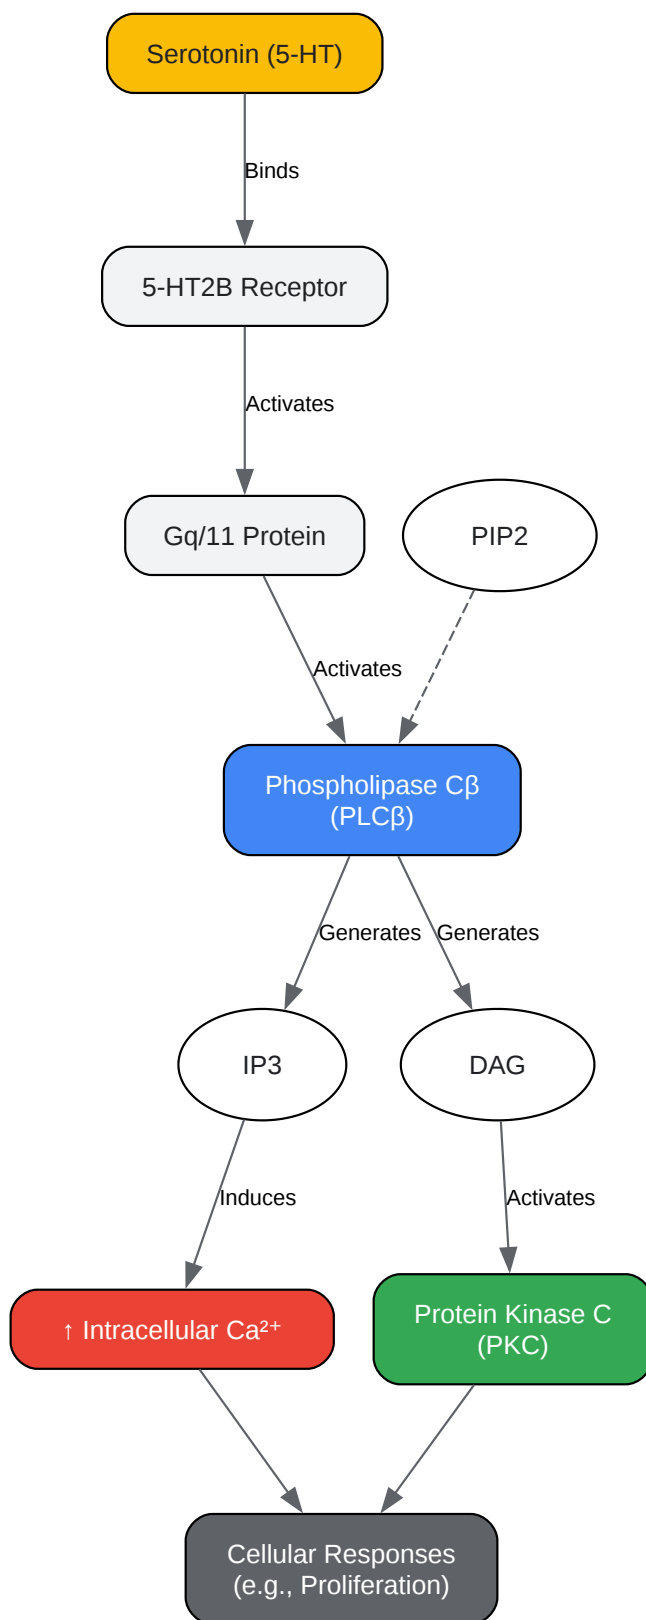 Serotonin (5-HT)
Binds
5-HT2B Receptor
Activates
Gq/11 Protein
PIP2
Activates
Phospholipase Cβ
(PLCβ)
Generates
Generates
IP3
DAG
Induces
Activates
↑ Intracellular Ca²⁺
Protein Kinase C
(PKC)
Cellular Responses
(e.g., Proliferation)